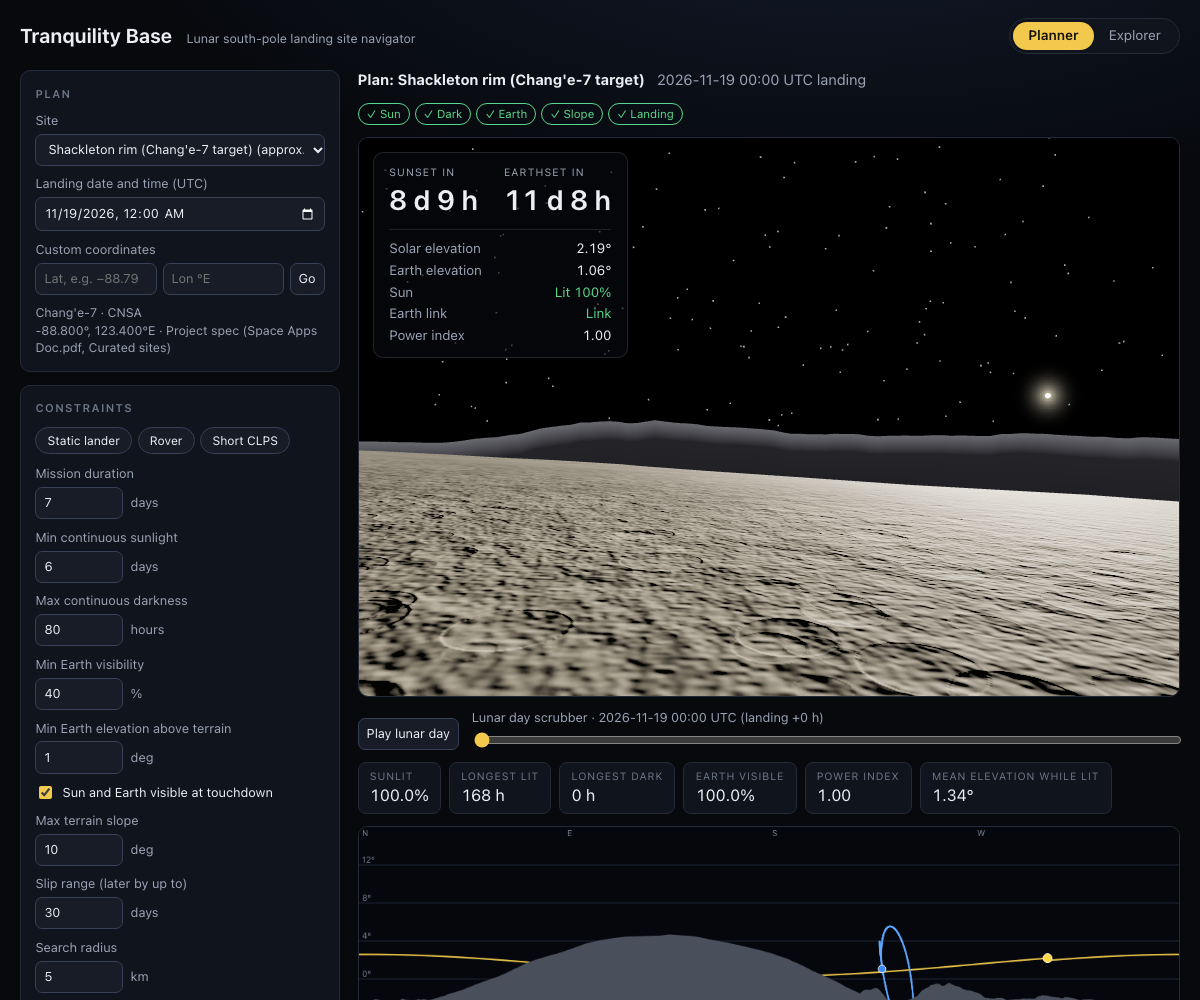 Tranquility Base
Lunar south-pole landing site navigator
Planner
Explorer
PLAN
Site
Shackleton rim (Chang'e-7 target) (approx.
Landing date and time (UTC)
11/19/2026, 12:00 AM
Custom coordinates
Lat, e.g. −88.79
Lon °E
Go
Chang'e-7 · CNSA
-88.800°, 123.400°E · Project spec (Space Apps
Doc.pdf, Curated sites)
CONSTRAINTS
Static lander
Rover
Short CLPS
Mission duration
7 days
Min continuous sunlight
6 days
Max continuous darkness
80 hours
Min Earth visibility
40 %
Min Earth elevation above terrain
1 deg
Sun and Earth visible at touchdown
Max terrain slope
10 deg
Slip range (later by up to)
30 days
Search radius
5 km
Plan: Shackleton rim (Chang'e-7 target) 2026-11-19 00:00 UTC landing
✓ Sun
✓ Dark
✓ Earth
✓ Slope
✓ Landing
SUNSET IN
8 d 9 h
EARTHSET IN
11 d 8 h
Solar elevation 2.19°
Earth elevation 1.06°
Sun Lit 100%
Earth link Link
Power index 1.00
Play lunar day
Lunar day scrubber · 2026-11-19 00:00 UTC (landing +0 h)
SUNLIT
100.0%
LONGEST LIT
168 h
LONGEST DARK
0 h
EARTH VISIBLE
100.0%
POWER INDEX
1.00
MEAN ELEVATION WHILE LIT
1.34°
N E S W
12°
8°
4°
0°